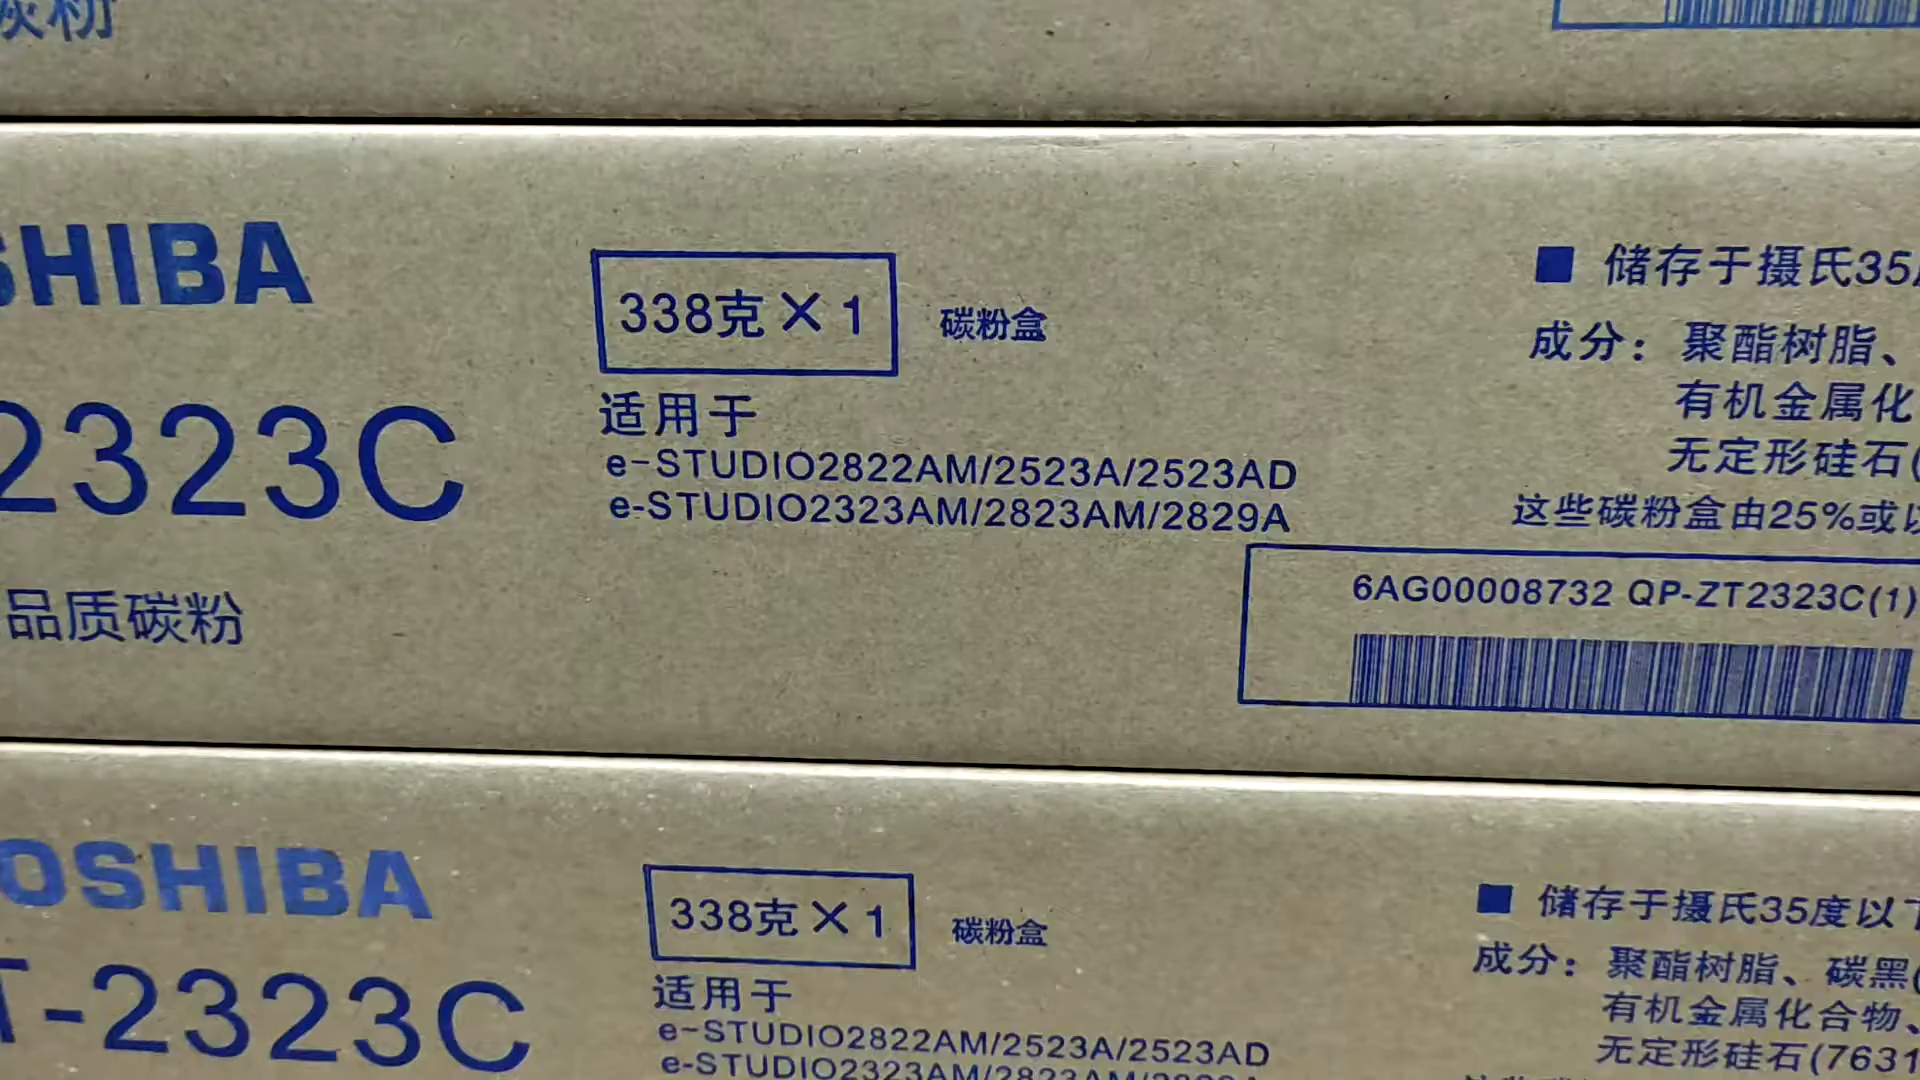 碳粉
SHIBA
2323C
品质碳粉
338克×1
碳粉盒
适用于
e-STUDIO2822AM/2523A/2523AD
e-STUDIO2323AM/2823AM/2829A
■ 储存于摄氏35
成分：聚酯树脂、
有机金属化
无定形硅石(
这些碳粉盒由25%或以
6AG00008732 QP-ZT2323C(1)
OSHIBA
T-2323C
338克×1
碳粉盒
适用于
e-STUDIO2822AM/2523A/2523AD
e-STUDIO2323AM/2823AM/2829A
■ 储存于摄氏35度以下
成分：聚酯树脂、碳黑(
有机金属化合物、
无定形硅石(7631